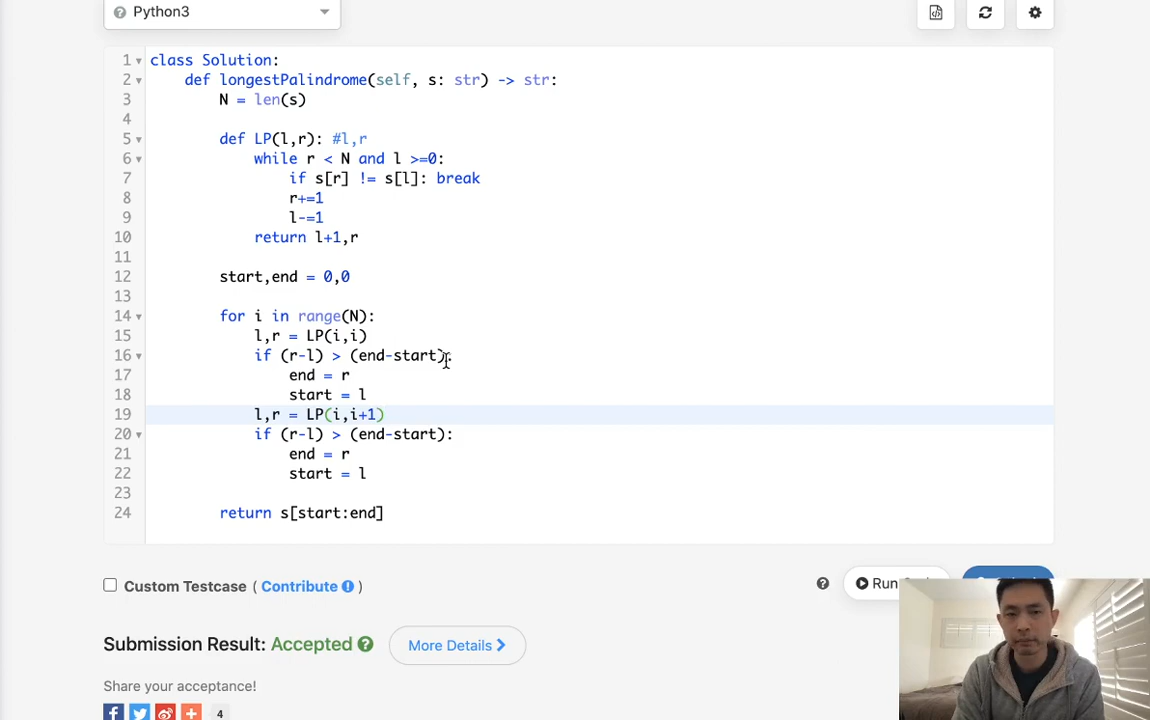 Python3
1 class Solution:
2 def longestPalindrome(self, s: str) -> str:
3 N = len(s)
4
5 def LP(l,r): #l,r
6 while r < N and l >=0:
7 if s[r] != s[l]: break
8 r+=1
9 l-=1
10 return l+1,r
11
12 start,end = 0,0
13
14 for i in range(N):
15 l,r = LP(i,i)
16 if (r-l) > (end-start):
17 end = r
18 start = l
19 l,r = LP(i,i+1)
20 if (r-l) > (end-start):
21 end = r
22 start = l
23
24 return s[start:end]
Custom Testcase ( Contribute )
Run
Submission Result: Accepted
More Details
Share your acceptance!
4